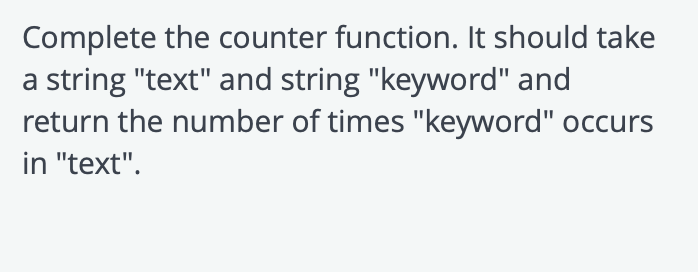 Complete the counter function. It should take
a string "text" and string "keyword" and
return the number of times "keyword" occurs
in "text".